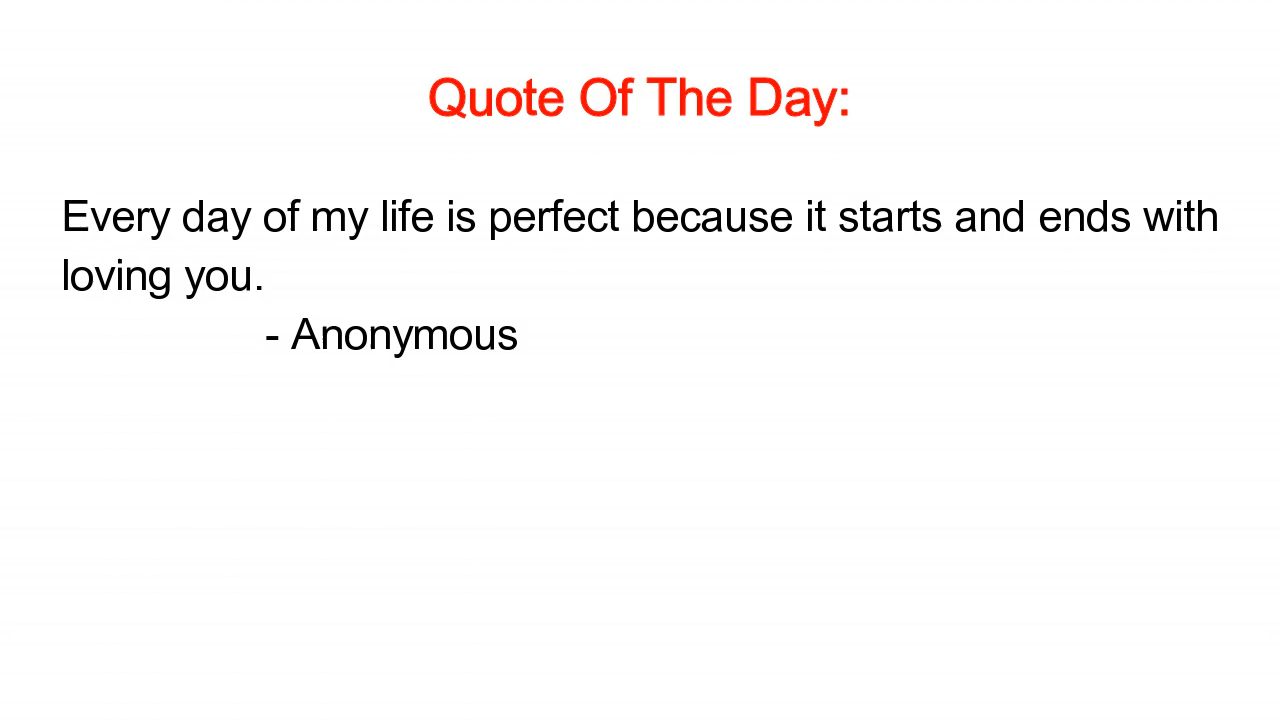 Quote Of The Day:
Every day of my life is perfect because it starts and ends with
loving you.
- Anonymous